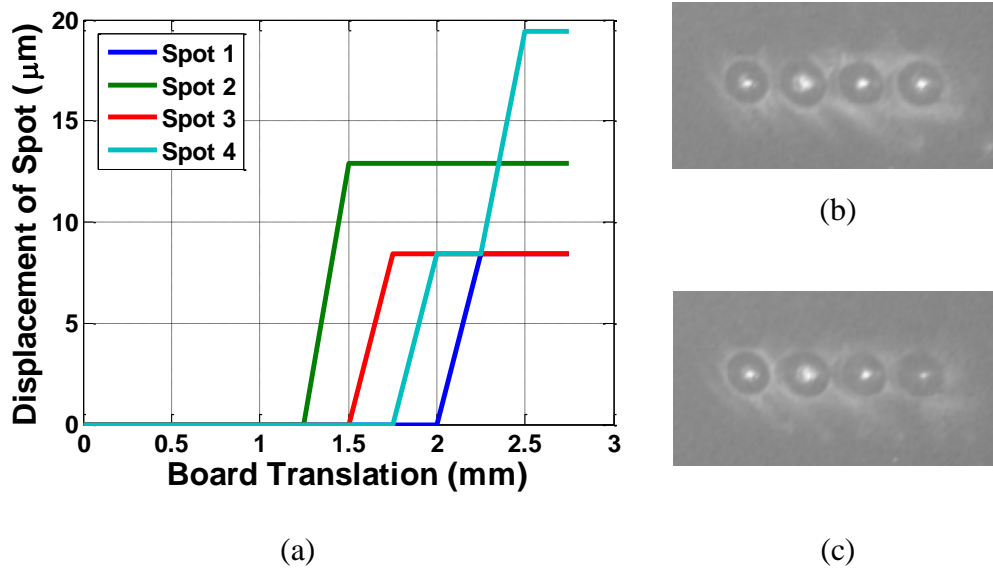 20
15
10
5
0
Displacement of Spot (μm)
Spot 1
Spot 2
Spot 3
Spot 4
0 0.5 1 1.5 2 2.5 3
Board Translation (mm)
(a)
(b)
(c)